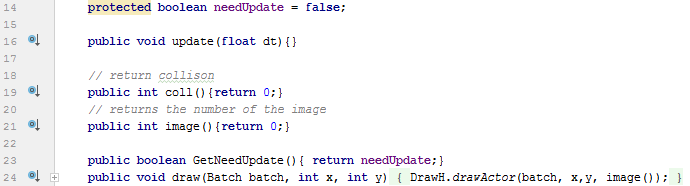 14 protected boolean needUpdate = false;
15
16 public void update(float dt){}
17
18 // return collison
19 public int coll(){return 0;}
20 // returns the number of the image
21 public int image(){return 0;}
22
23 public boolean GetNeedUpdate(){ return needUpdate;}
24 public void draw(Batch batch, int x, int y) { DrawH.drawActor(batch, x,y, image()); }